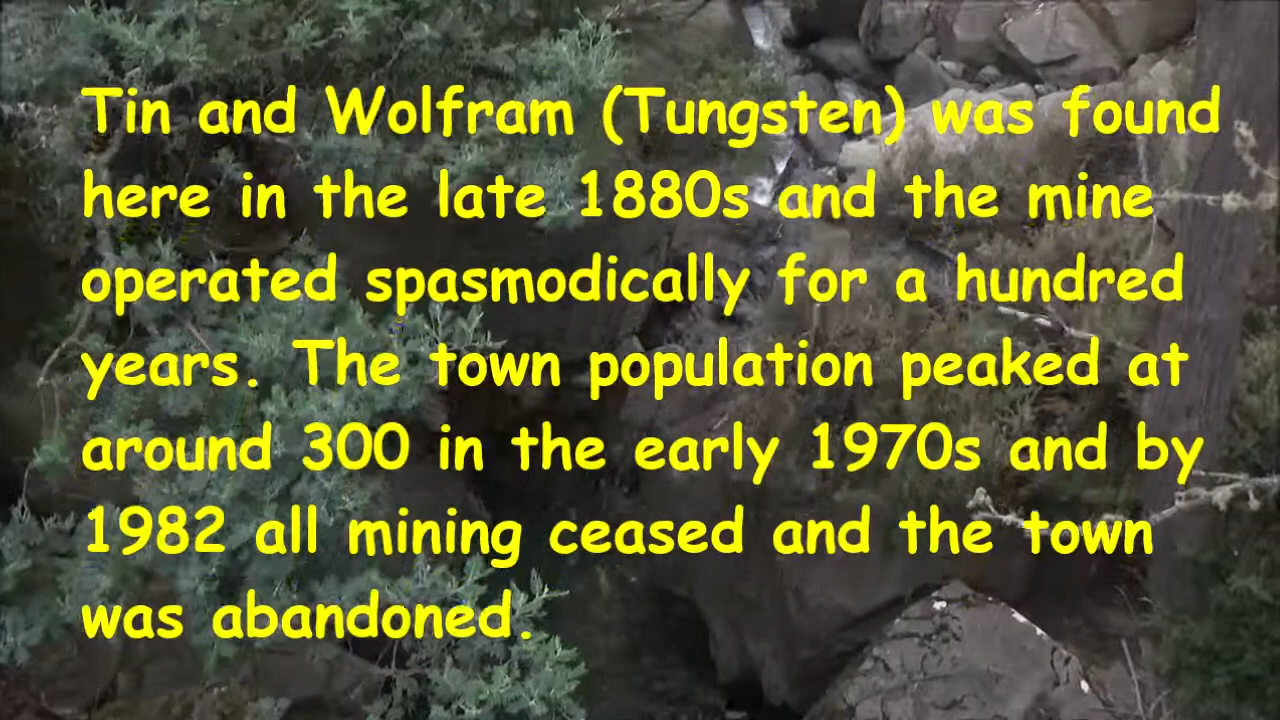 Tin and Wolfram (Tungsten) was found
here in the late 1880s and the mine
operated spasmodically for a hundred
years. The town population peaked at
around 300 in the early 1970s and by
1982 all mining ceased and the town
was abandoned.